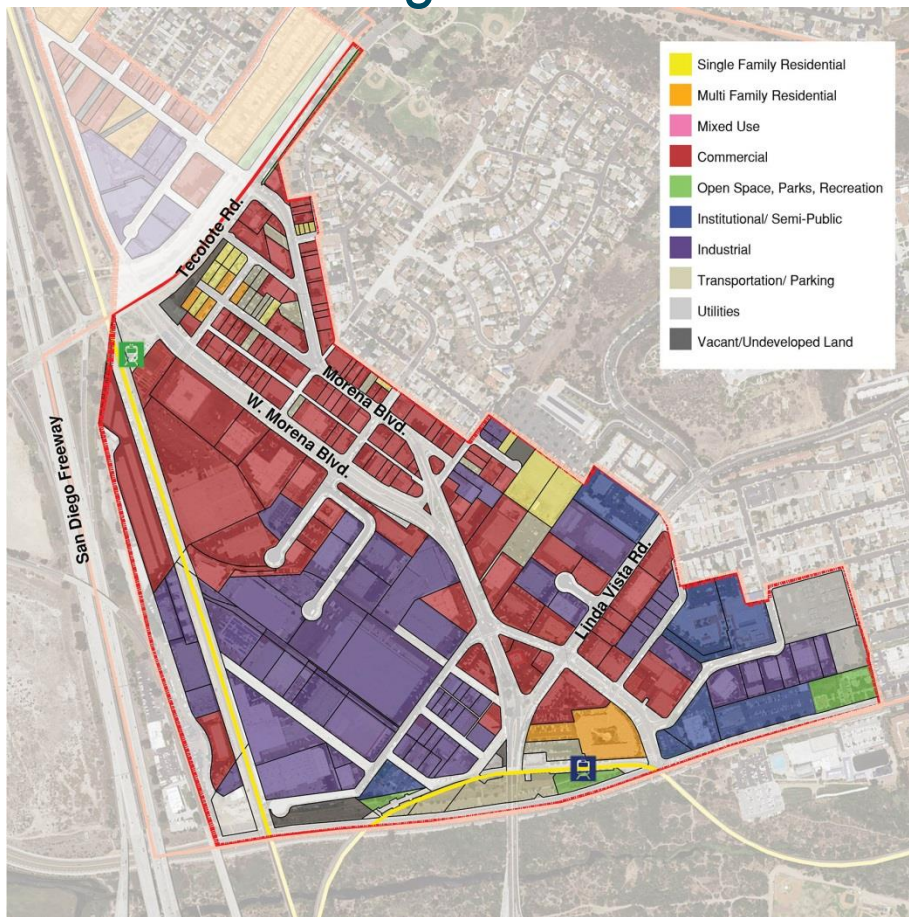 Single Family Residential
Multi Family Residential
Mixed Use
Commercial
Open Space, Parks, Recreation
Institutional/ Semi-Public
Industrial
Transportation/ Parking
Utilities
Vacant/Undeveloped Land
Tecolote Rd.
Morena Blvd.
W. Morena Blvd.
San Diego Freeway
Linda Vista Rd.